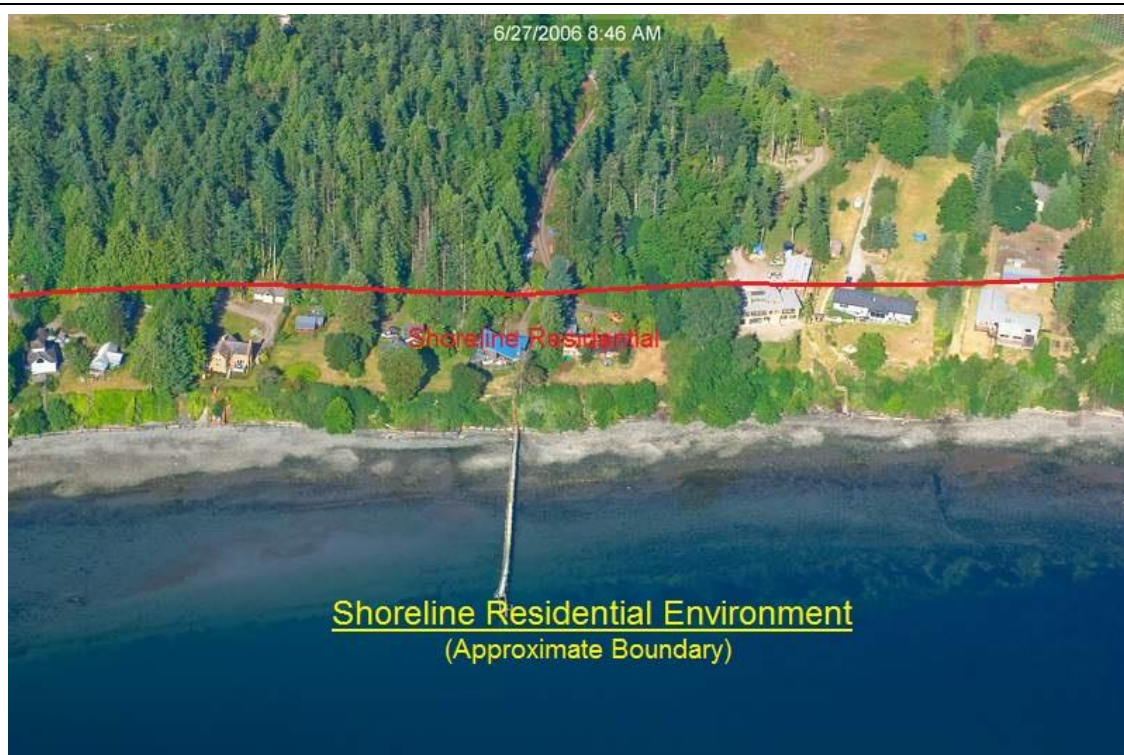 6/27/2006 8:46 AM
Shoreline Residential
Shoreline Residential Environment
(Approximate Boundary)